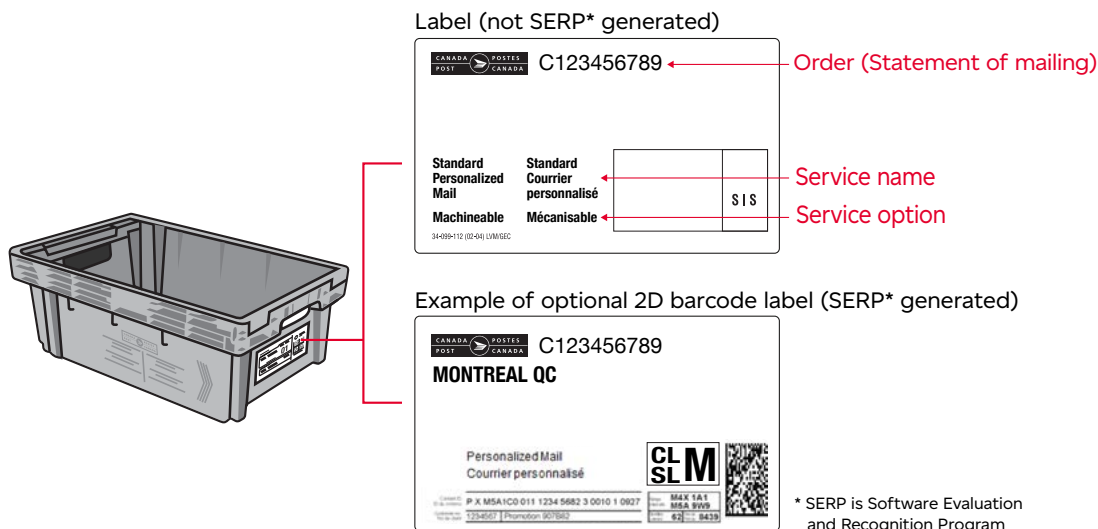 Label (not SERP* generated)
CANADA POSTES
POST CANADA
C123456789
Order (Statement of mailing)
Standard Personalized Mail
Standard Courrier personnalisé
Service name
S I S
Machineable
Mécanisable
Service option
34-099-112 (02-04) LVM/GEC
Example of optional 2D barcode label (SERP* generated)
CANADA POSTES
POST CANADA
C123456789
MONTREAL QC
Personalized Mail
Courrier personnalisé
CL
SL
M
P X M5A1C0 011 1234 5682 3 0010 1 0927
M4X 1A1
M5A 9W9
1234567 Promotion 907B62
62
8439
* SERP is Software Evaluation
and Recognition Program